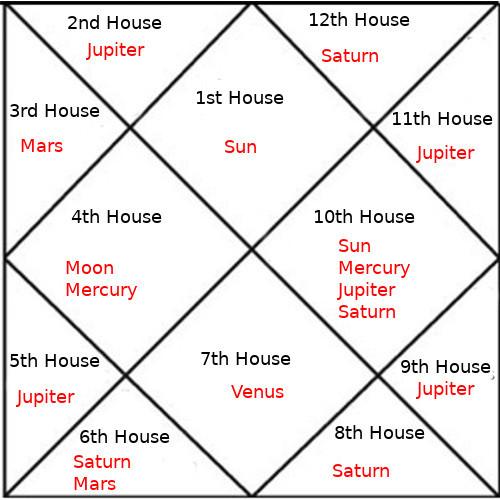 2nd House
Jupiter
12th House
Saturn
1st House
Sun
3rd House
Mars
11th House
Jupiter
4th House
Moon
Mercury
10th House
Sun
Mercury
Jupiter
Saturn
5th House
Jupiter
7th House
Venus
9th House
Jupiter
6th House
Saturn
Mars
8th House
Saturn